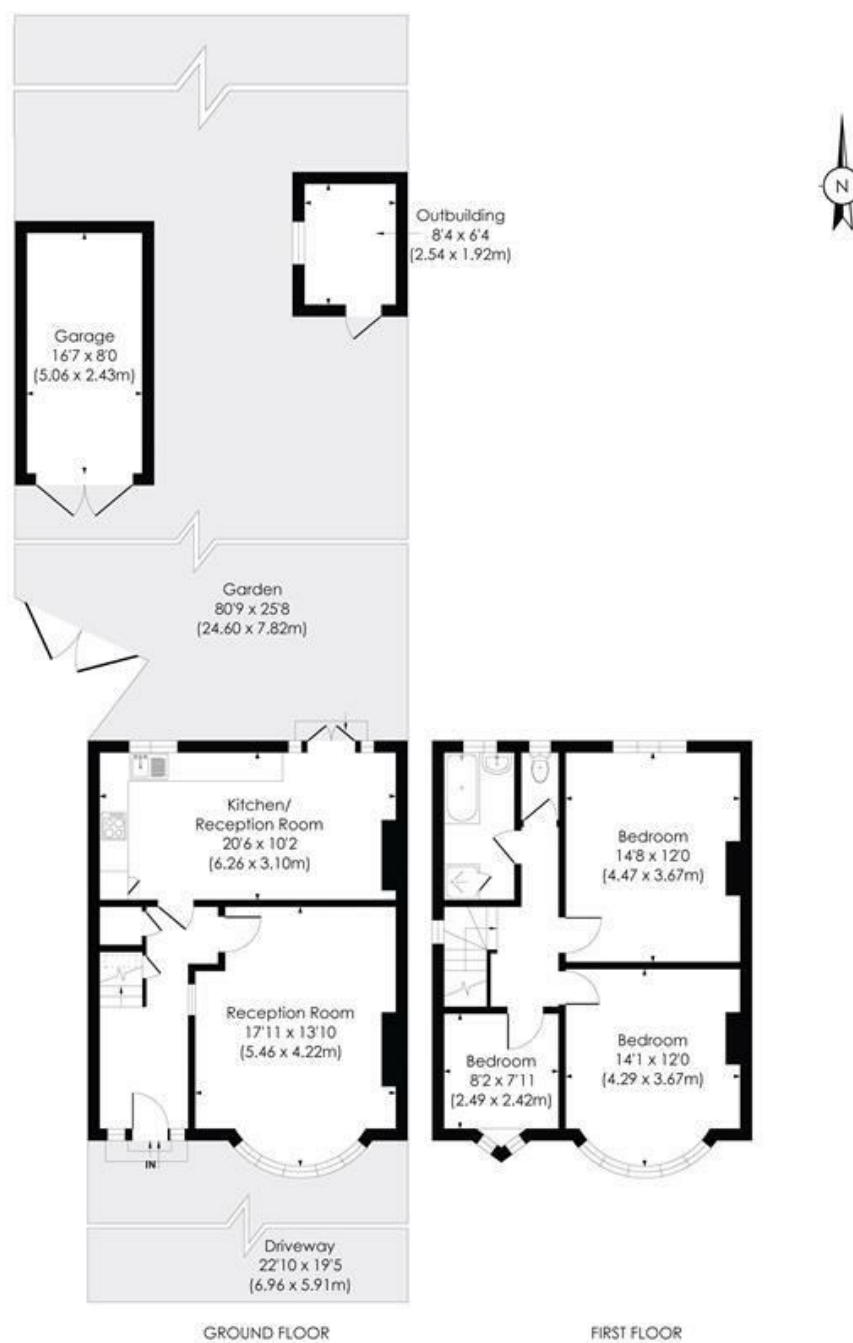 N
Outbuilding
8'4 x 6'4
(2.54 x 1.92m)
Garage
16'7 x 8'0
(5.06 x 2.43m)
Garden
80'9 x 25'8
(24.60 x 7.82m)
Kitchen/
Reception Room
20'6 x 10'2
(6.26 x 3.10m)
Bedroom
14'8 x 12'0
(4.47 x 3.67m)
Reception Room
17'11 x 13'10
(5.46 x 4.22m)
Bedroom
8'2 x 7'11
(2.49 x 2.42m)
Bedroom
14'1 x 12'0
(4.29 x 3.67m)
IN
Driveway
22'10 x 19'5
(6.96 x 5.91m)
GROUND FLOOR
FIRST FLOOR